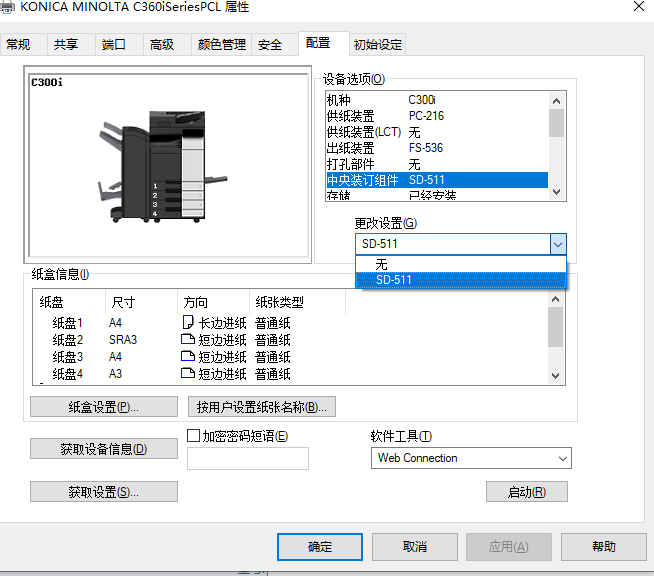 KONICA MINOLTA C360iSeriesPCL 属性
常规 共享 端口 高级 颜色管理 安全 配置 初始设定
C300i
1
2
3
4
设备选项(O)
机种 C300i
供纸装置 PC-216
供纸装置(LCT) 无
出纸装置 FS-536
打孔部件 无
中央装订组件 SD-511
存储 已经安装
更改设置(G)
SD-511
无
SD-511
纸盒信息(I)
纸盘 尺寸 方向 纸张类型
纸盘1 A4 长边进纸 普通纸
纸盘2 SRA3 短边进纸 普通纸
纸盘3 A4 短边进纸 普通纸
纸盘4 A3 短边进纸 普通纸
纸盒设置(P)... 按用户设置纸张名称(B)...
获取设备信息(D) 加密密码短语(E) 软件工具(T)
Web Connection
获取设置(S)... 启动(R)
确定 取消 应用(A) 帮助